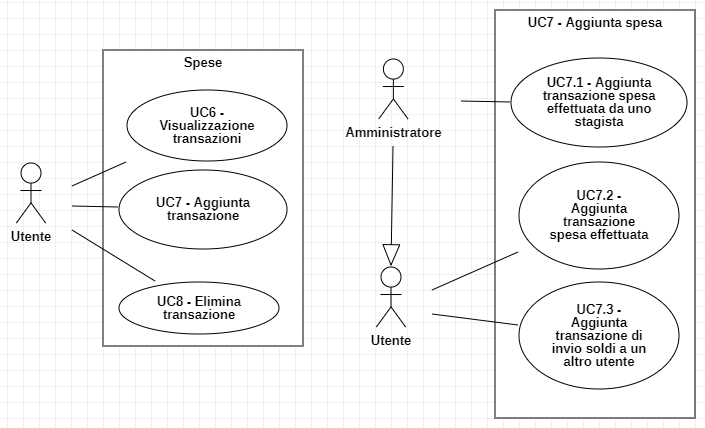 Spese
UC6 -
Visualizzazione
transazioni
UC7 - Aggiunta
transazione
UC8 - Elimina
transazione
Utente
Amministratore
Utente
UC7 - Aggiunta spesa
UC7.1 - Aggiunta
transazione spesa
effettuata da uno
stagista
UC7.2 -
Aggiunta
transazione
spesa effettuata
UC7.3 -
Aggiunta
transazione di
invio soldi a un
altro utente